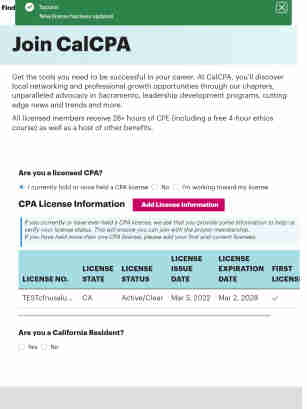 Find
Success
New license has been updated
Join CalCPA
Get the tools you need to be successful in your career. At CalCPA, you'll discover
local networking and professional growth opportunities through our chapters,
unparalleled advocacy in Sacramento, leadership development programs, cutting
edge news and trends and more.
All licensed members receive 28+ hours of CPE (including a free 4-hour ethics
course) as well as a host of other benefits.
Are you a licensed CPA?
I currently hold or have held a CPA license No I'm working toward my license
CPA License Information Add License Information
If you currently or have ever held a CPA license, we ask that you provide some information to help us
verify your license status. This will ensure you can join with the proper membership.
If you have held more than one CPA license, please add your first and current licenses.
LICENSE NO. LICENSE STATE LICENSE STATUS LICENSE ISSUE DATE LICENSE EXPIRATION DATE FIRST LICENS
CA Active/Clear Mar 5, 2022 Mar 2, 2028
Are you a California Resident?
Yes No